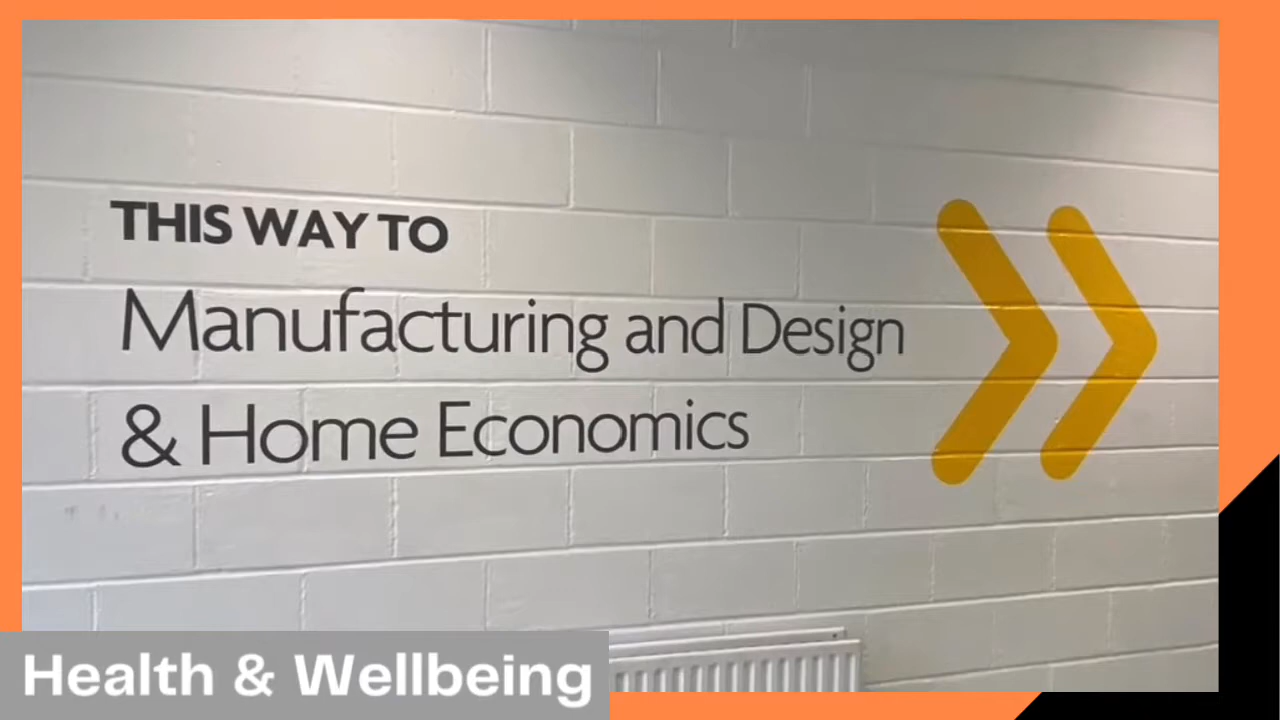 THIS WAY TO
Manufacturing and Design
& Home Economics
Health & Wellbeing